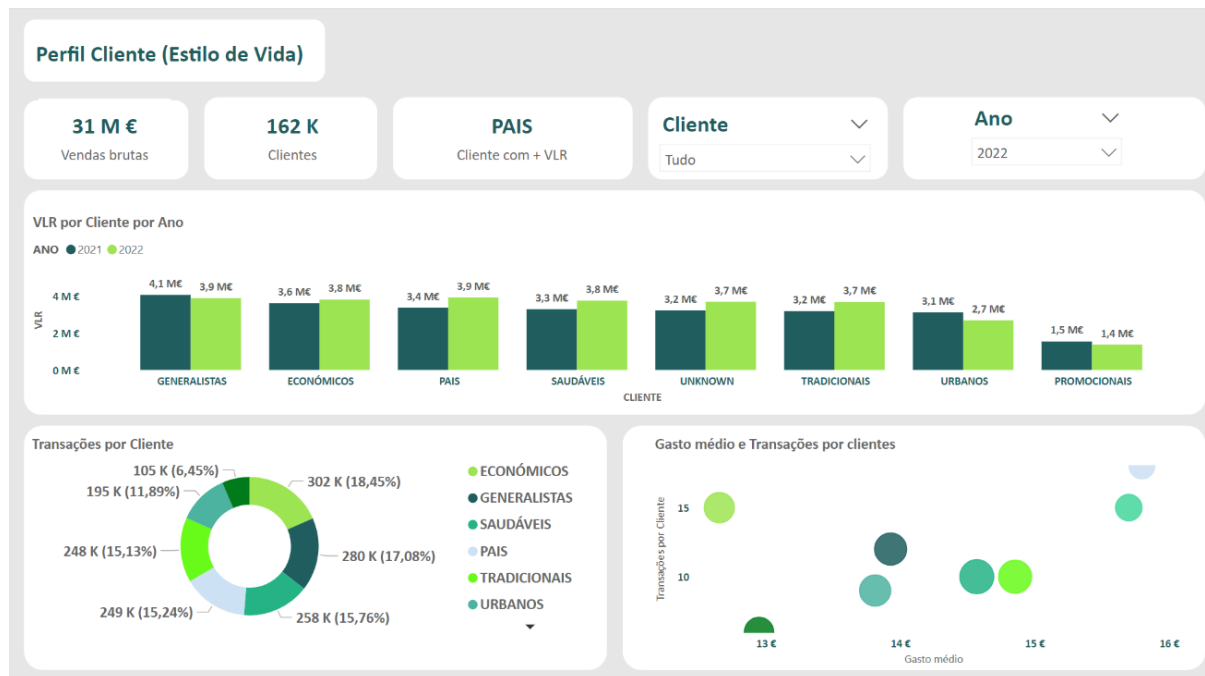 Perfil Cliente (Estilo de Vida)
31 M €
Vendas brutas
162 K
Clientes
PAIS
Cliente com + VLR
Cliente
Tudo
Ano
2022
VLR por Cliente por Ano
ANO 2021 2022
VLR
4 M €
2 M €
0 M €
4,1 M€ 3,9 M€
3,6 M€ 3,8 M€
3,4 M€ 3,9 M€
3,3 M€ 3,8 M€
3,2 M€ 3,7 M€
3,2 M€ 3,7 M€
3,1 M€ 2,7 M€
1,5 M€ 1,4 M€
GENERALISTAS ECONÓMICOS PAIS SAUDÁVEIS UNKNOWN TRADICIONAIS URBANOS PROMOCIONAIS
CLIENTE
Transações por Cliente
105 K (6,45%)
195 K (11,89%)
248 K (15,13%)
249 K (15,24%)
302 K (18,45%)
280 K (17,08%)
258 K (15,76%)
ECONÓMICOS
GENERALISTAS
SAUDÁVEIS
PAIS
TRADICIONAIS
URBANOS
Gasto médio e Transações por clientes
Transações por Cliente
15
10
13 € 14 € 15 € 16 €
Gasto médio